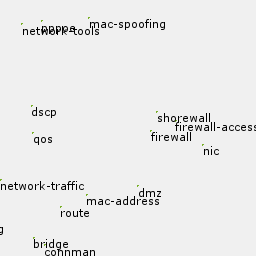 mac-spoofing
pppoe
network-tools
dscp
shorewall
firewall-access
qos
firewall
nic
network-traffic
dmz
mac-address
route
g
bridge
connman